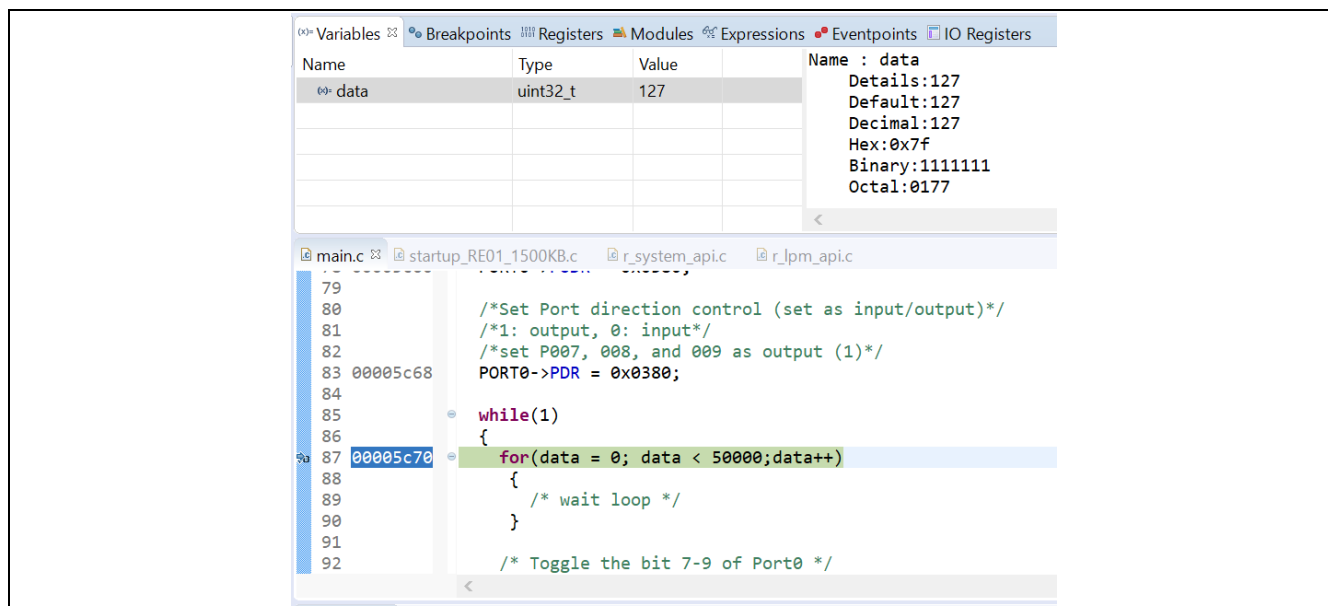 Variables Breakpoints Registers Modules Expressions Eventpoints IO Registers
Name Type Value
data uint32_t 127
Name : data
Details:127
Default:127
Decimal:127
Hex:0x7f
Binary:1111111
Octal:0177
main.c startup_RE01_1500KB.c r_system_api.c r_lpm_api.c
79
80 /*Set Port direction control (set as input/output)*/
81 /*1: output, 0: input*/
82 /*set P007, 008, and 009 as output (1)*/
83 00005c68 PORT0->PDR = 0x0380;
84
85 while(1)
86 {
87 00005c70 for(data = 0; data < 50000;data++)
88 {
89 /* wait loop */
90 }
91
92 /* Toggle the bit 7-9 of Port0 */